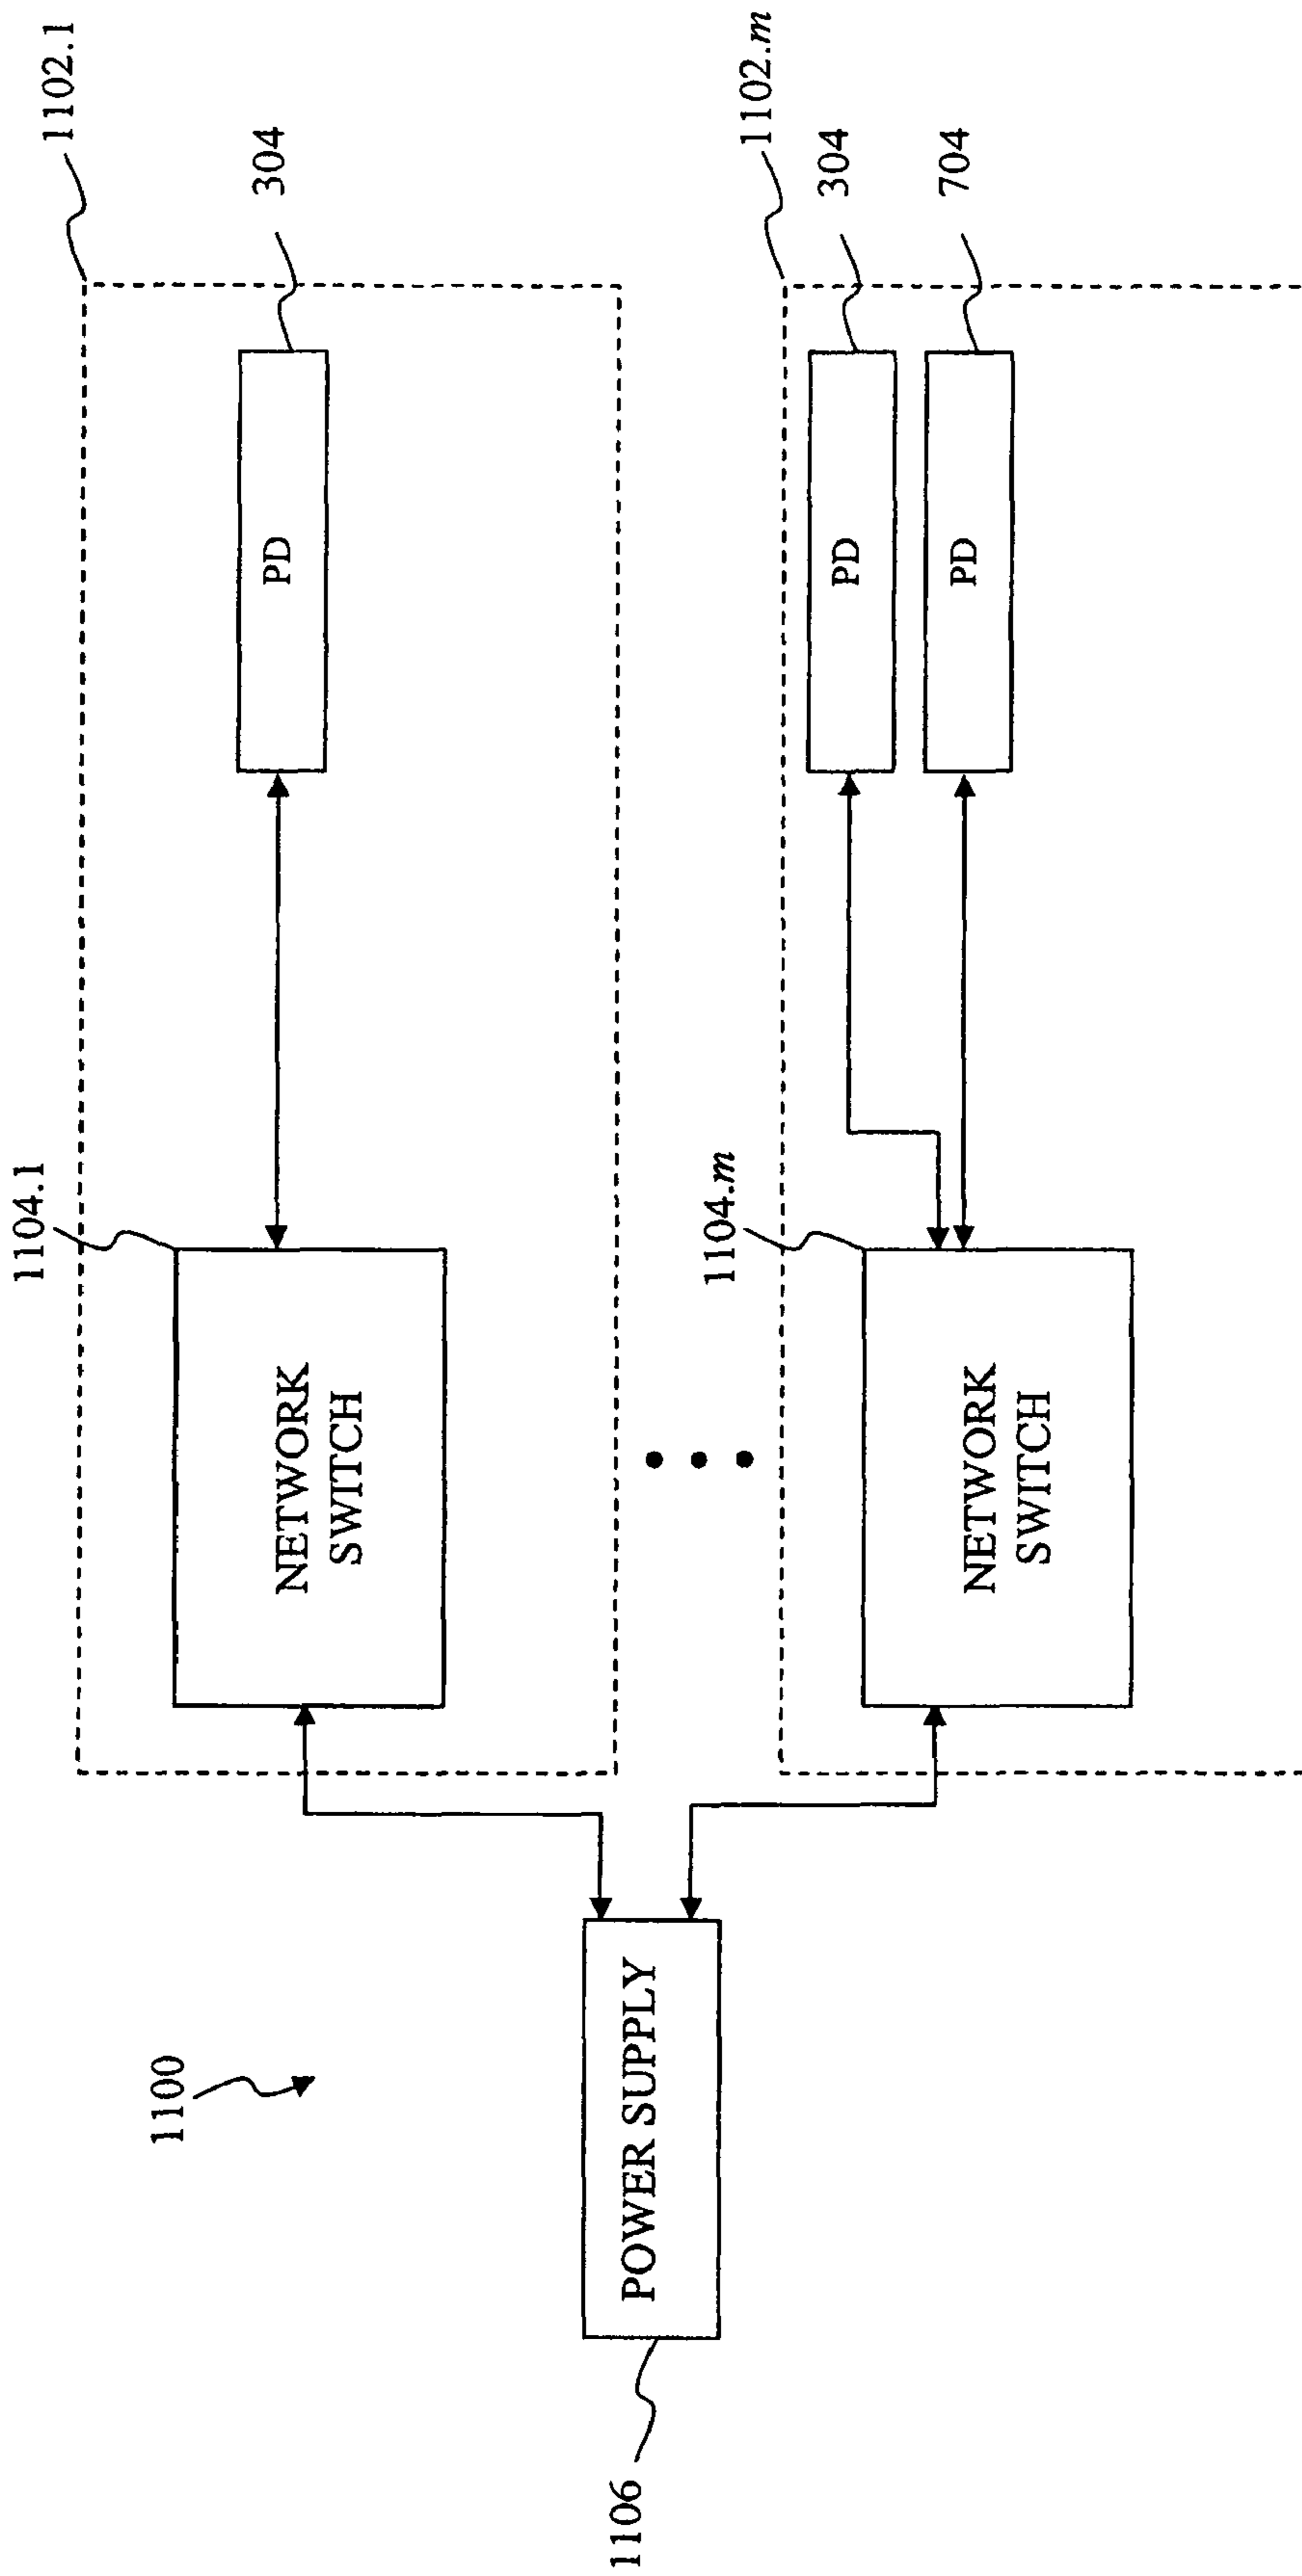 1102.1
304
PD
1104.1
NETWORK
SWITCH
1102.m
304
704
PD
PD
1104.m
NETWORK
SWITCH
1100
POWER SUPPLY
1106